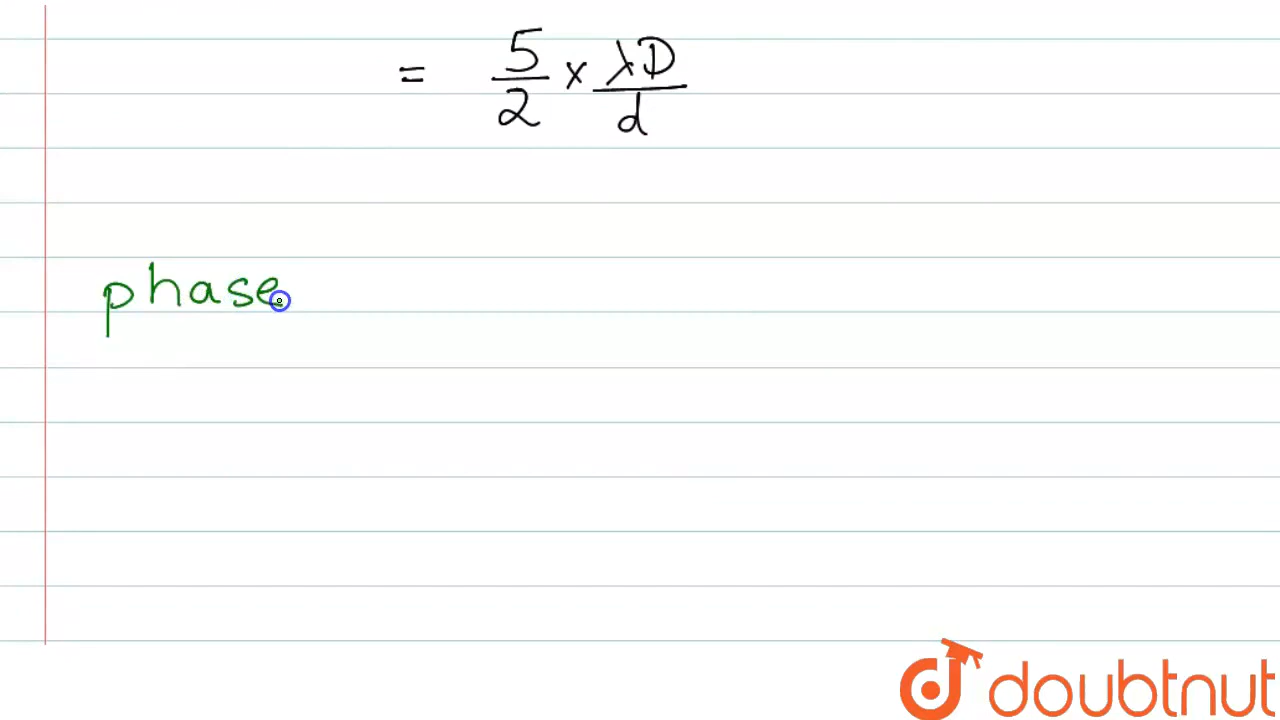 = 5/2 × λD/d
phase
doubtnut